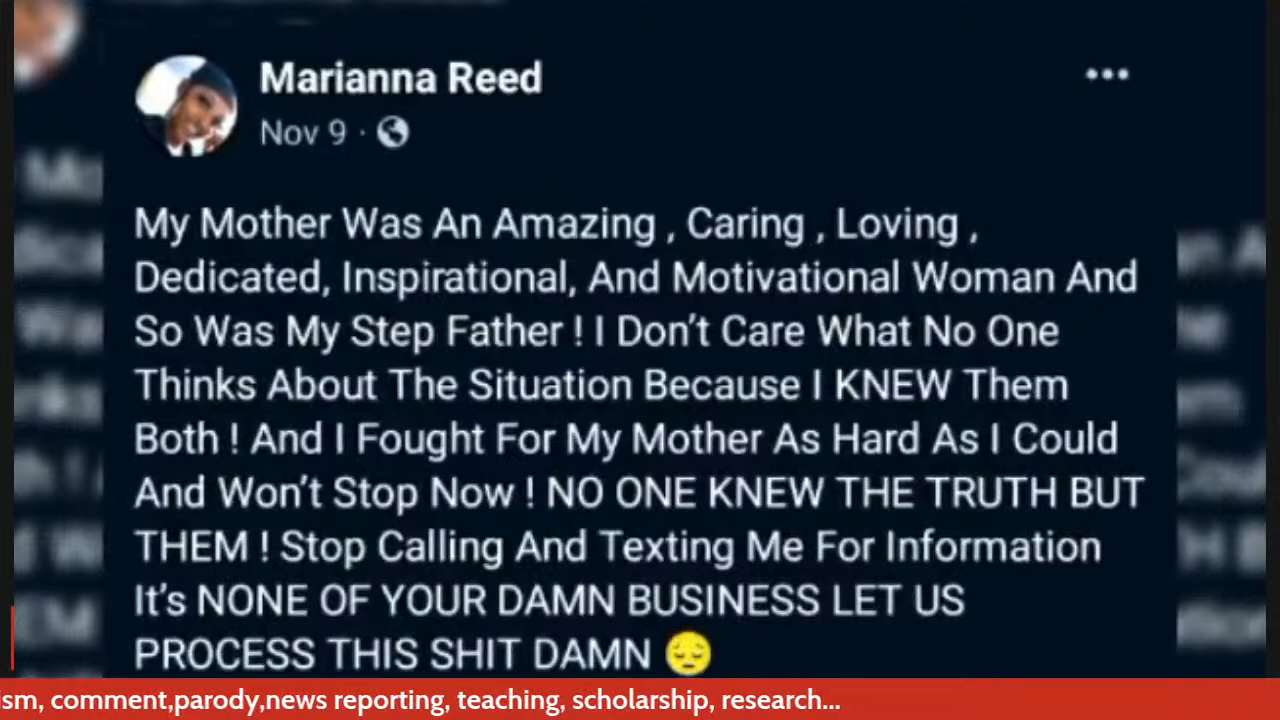 Marianna Reed
Nov 9 ·
My Mother Was An Amazing , Caring , Loving ,
Dedicated, Inspirational, And Motivational Woman And
So Was My Step Father ! I Don’t Care What No One
Thinks About The Situation Because I KNEW Them
Both ! And I Fought For My Mother As Hard As I Could
And Won’t Stop Now ! NO ONE KNEW THE TRUTH BUT
THEM ! Stop Calling And Texting Me For Information
It’s NONE OF YOUR DAMN BUSINESS LET US
PROCESS THIS SHIT DAMN 😔
ism, comment,parody,news reporting, teaching, scholarship, research...